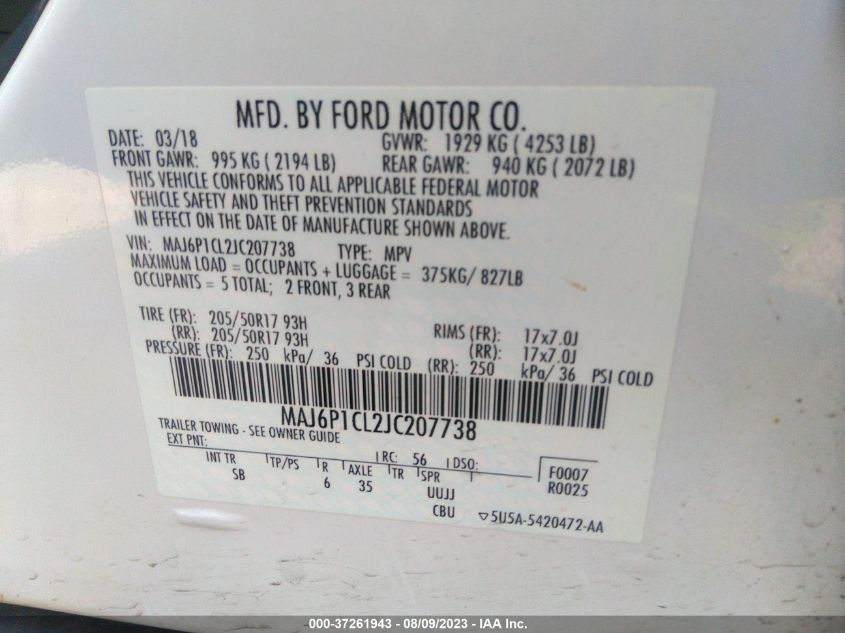 MFD. BY FORD MOTOR CO.
DATE: 03/18 GVWR: 1929 KG ( 4253 LB)
FRONT GAWR: 995 KG ( 2194 LB) REAR GAWR: 940 KG ( 2072 LB)
THIS VEHICLE CONFORMS TO ALL APPLICABLE FEDERAL MOTOR
VEHICLE SAFETY AND THEFT PREVENTION STANDARDS
IN EFFECT ON THE DATE OF MANUFACTURE SHOWN ABOVE.
VIN: MAJ6P1CL2JC207738 TYPE: MPV
MAXIMUM LOAD = OCCUPANTS + LUGGAGE = 375KG/ 827LB
OCCUPANTS = 5 TOTAL; 2 FRONT, 3 REAR
TIRE (FR): 205/50R17 93H RIMS (FR): 17x7.0J
(RR): 205/50R17 93H (RR): 17x7.0J
PRESSURE (FR): 250 kPa/ 36 PSI COLD (RR): 250 kPa/ 36 PSI COLD
MAJ6P1CL2JC207738
TRAILER TOWING - SEE OWNER GUIDE
EXT PNT: RC: 56 DSO: F0007
INT TR TP/PS R AXLE TR SPR R0025
SB 6 35 UUJJ
CBU ▽5U5A-5420472-AA
000-37261943 - 08/09/2023 - IAA Inc.